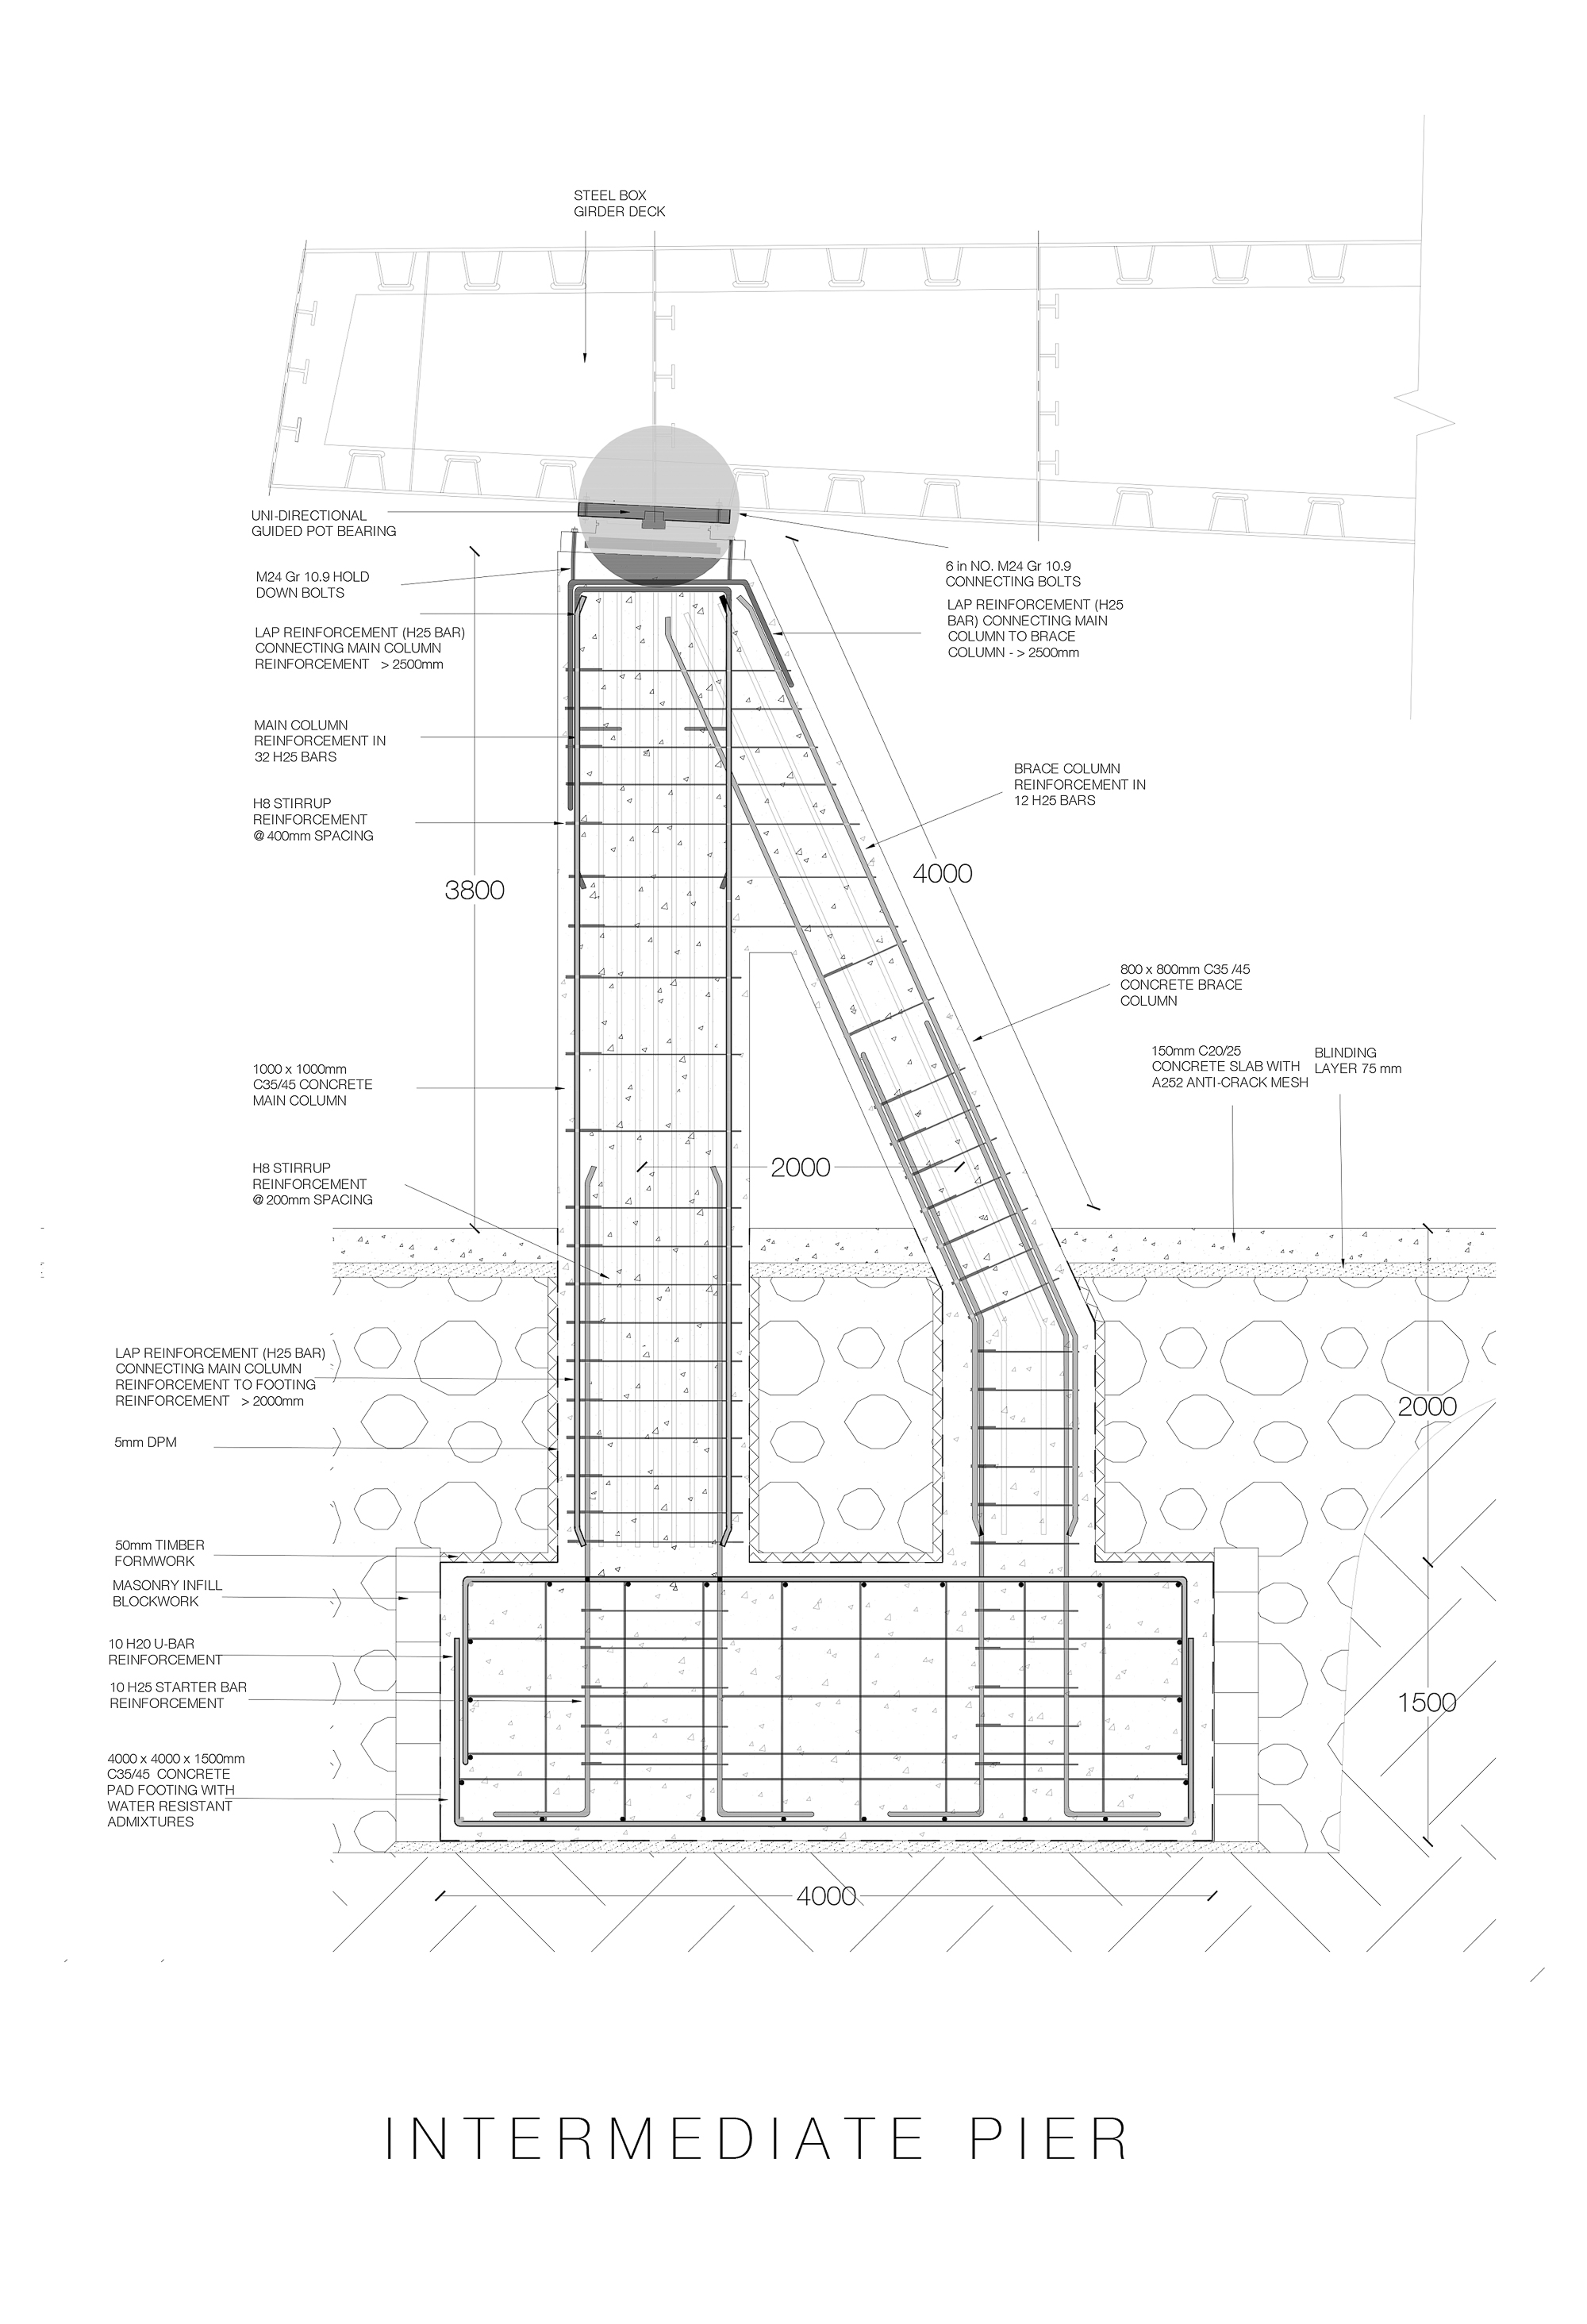 STEEL BOX
GIRDER DECK
UNI-DIRECTIONAL
GUIDED POT BEARING
M24 Gr 10.9 HOLD
DOWN BOLTS
LAP REINFORCEMENT (H25 BAR)
CONNECTING MAIN COLUMN
REINFORCEMENT > 2500mm
MAIN COLUMN
REINFORCEMENT IN
32 H25 BARS
H8 STIRRUP
REINFORCEMENT
@ 400mm SPACING
3800
1000 x 1000mm
C35/45 CONCRETE
MAIN COLUMN
H8 STIRRUP
REINFORCEMENT
@ 200mm SPACING
LAP REINFORCEMENT (H25 BAR)
CONNECTING MAIN COLUMN
REINFORCEMENT TO FOOTING
REINFORCEMENT > 2000mm
5mm DPM
50mm TIMBER
FORMWORK
MASONRY INFILL
BLOCKWORK
10 H20 U-BAR
REINFORCEMENT
10 H25 STARTER BAR
REINFORCEMENT
4000 x 4000 x 1500mm
C35/45 CONCRETE
PAD FOOTING WITH
WATER RESISTANT
ADMIXTURES
6 in NO. M24 Gr 10.9
CONNECTING BOLTS
LAP REINFORCEMENT (H25
BAR) CONNECTING MAIN
COLUMN TO BRACE
COLUMN - > 2500mm
BRACE COLUMN
REINFORCEMENT IN
12 H25 BARS
4000
800 x 800mm C35 /45
CONCRETE BRACE
COLUMN
150mm C20/25
CONCRETE SLAB WITH
A252 ANTI-CRACK MESH
BLINDING
LAYER 75 mm
2000
2000
1500
4000
INTERMEDIATE PIER